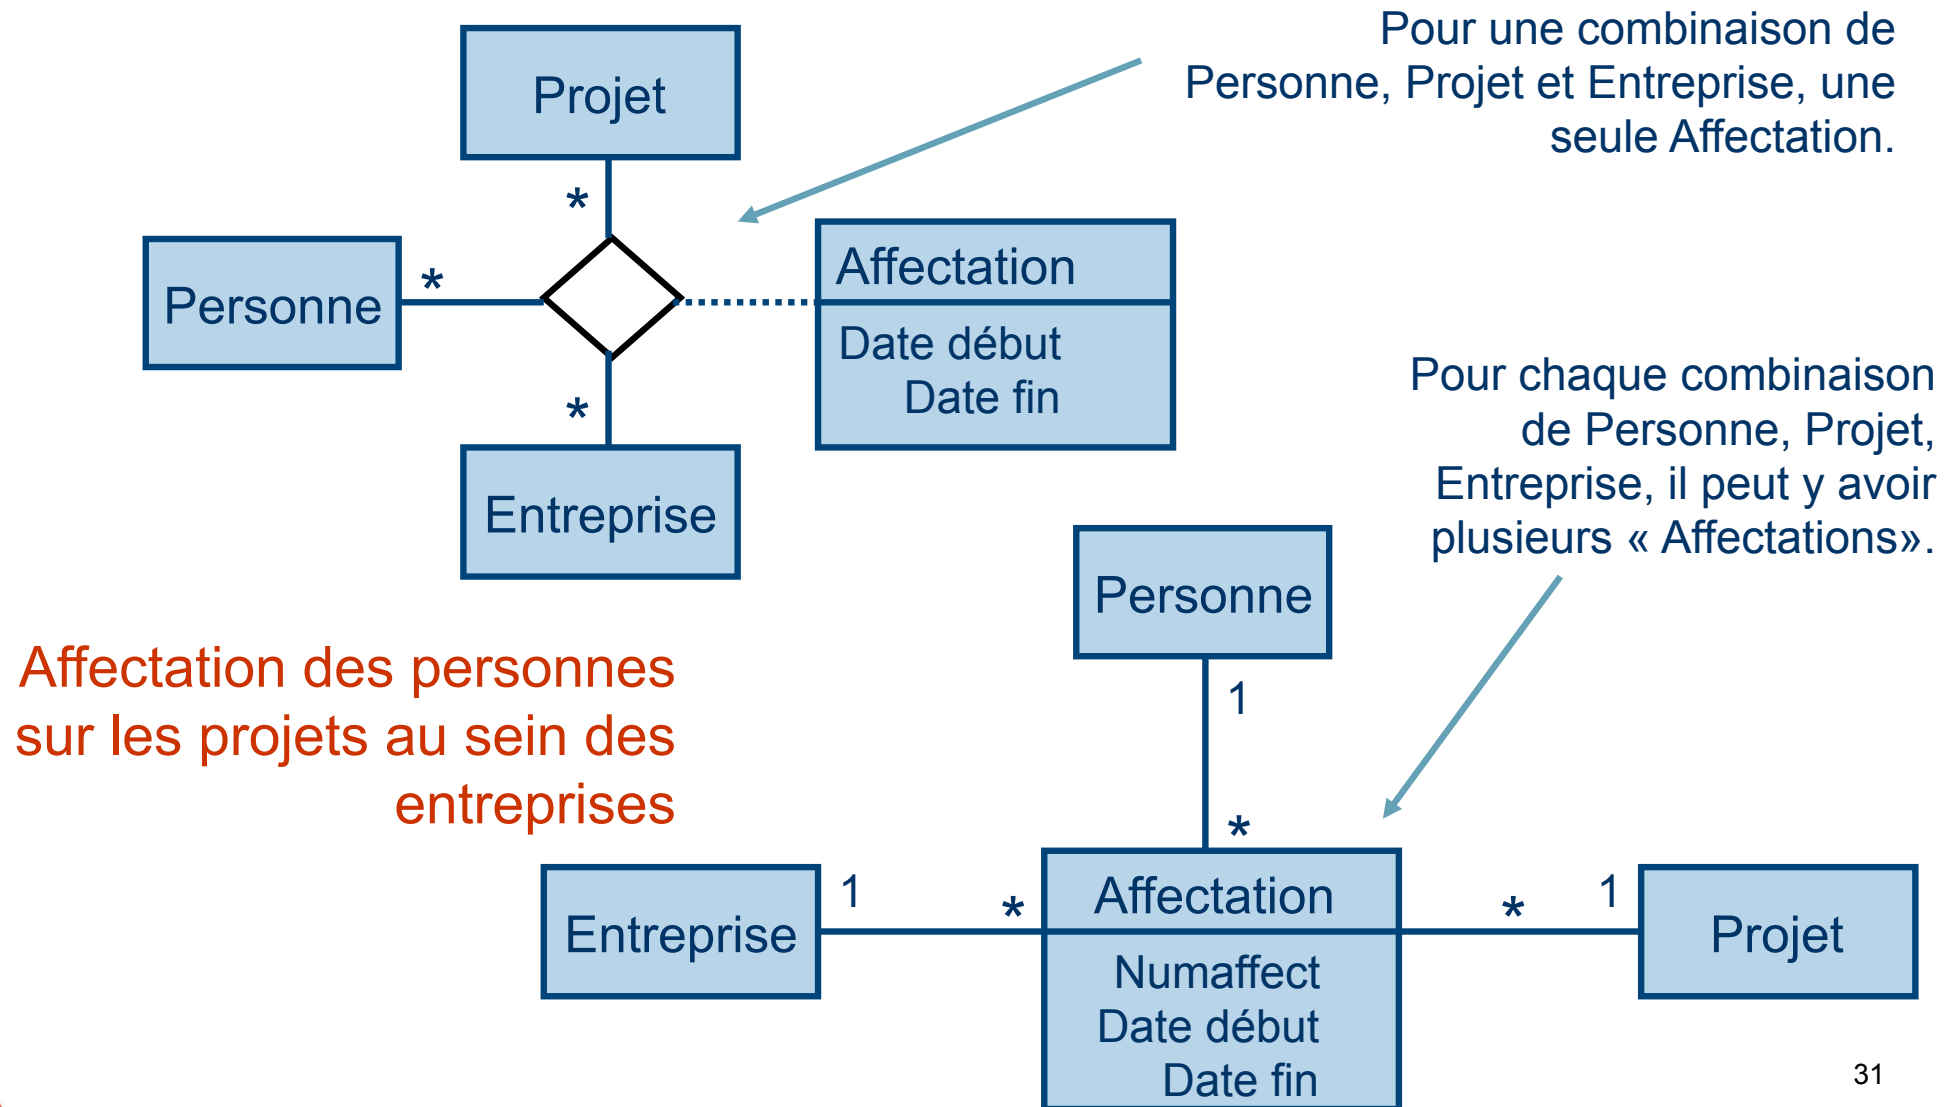 Pour une combinaison de
Personne, Projet et Entreprise, une
seule Affectation.
Projet
*
Personne
*
Affectation
Date début
Date fin
*
Entreprise
Pour chaque combinaison
de Personne, Projet,
Entreprise, il peut y avoir
plusieurs « Affectations».
Affectation des personnes
sur les projets au sein des
entreprises
Personne
1
*
Entreprise
1
*
Affectation
Numaffect
Date début
Date fin
*
1
Projet
31